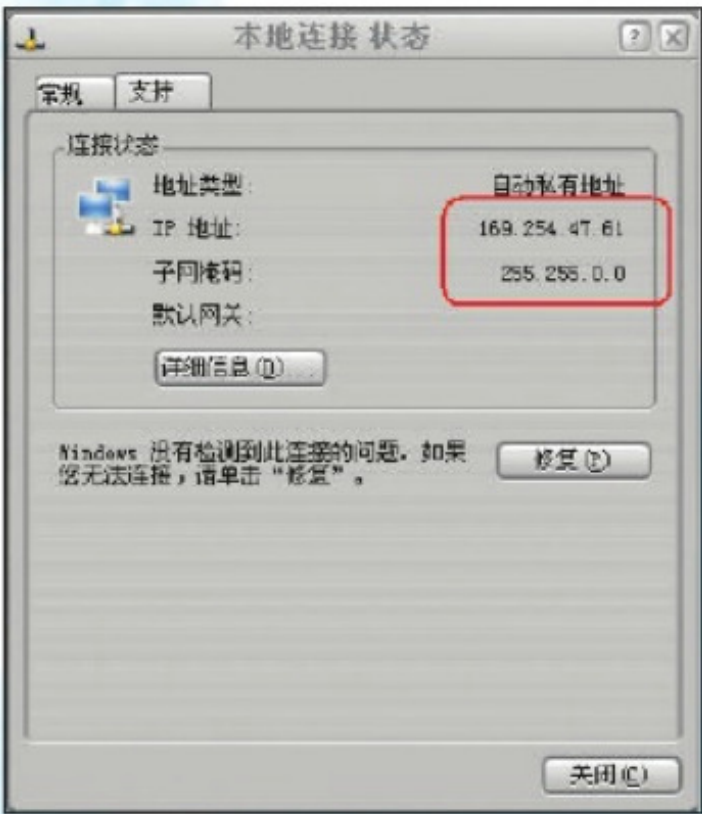 本地连接 状态
常规 支持
连接状态
地址类型: 自动私有地址
IP 地址: 169.254.47.61
子网掩码: 255.255.0.0
默认网关:
详细信息(D)...
Windows 没有检测到此连接的问题。如果 修复(P)
您无法连接，请单击“修复”。
关闭(C)